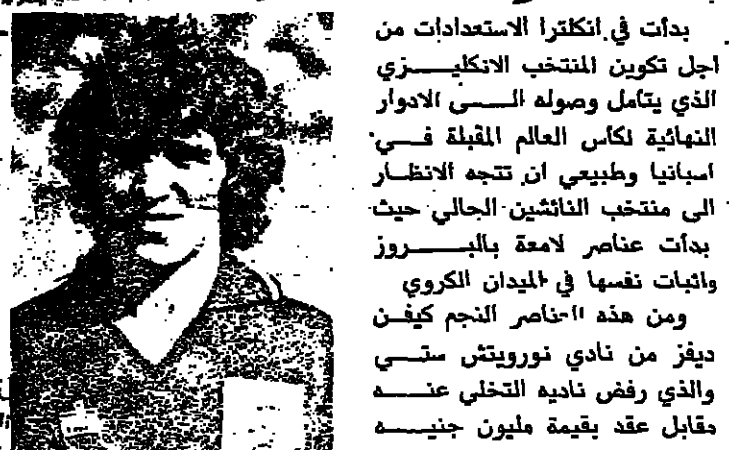 بدأت في انكلترا الاستعدادات من
اجل تكوين المنتخب الانكليزي
الذي يتامل وصوله الى الادوار
النهائية لكاس العالم المقبلة في
اسبانيا وطبيعي ان تتجه الانظار
الى منتخب الناشئين الحالي حيث
بدأت عناصر لامعة بالبروز
واثبات نفسها في الميدان الكروي
ومن هذه العناصر النجم كيفن
ديفز من نادي نورويتش ستي
والذي رفض ناديه التخلي عنه
مقابل عقد بقيمة مليون جنيه